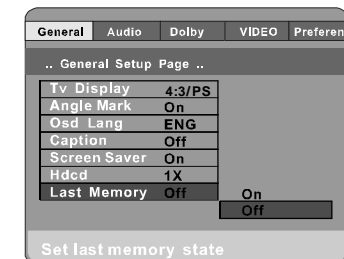 General Audio Dolby VIDEO Preferen
.. General Setup Page ..
Tv Display 4:3/PS
Angle Mark On
Osd Lang ENG
Caption Off
Screen Saver On
Hdcd 1X
Last Memory Off On
Off
Set last memory state